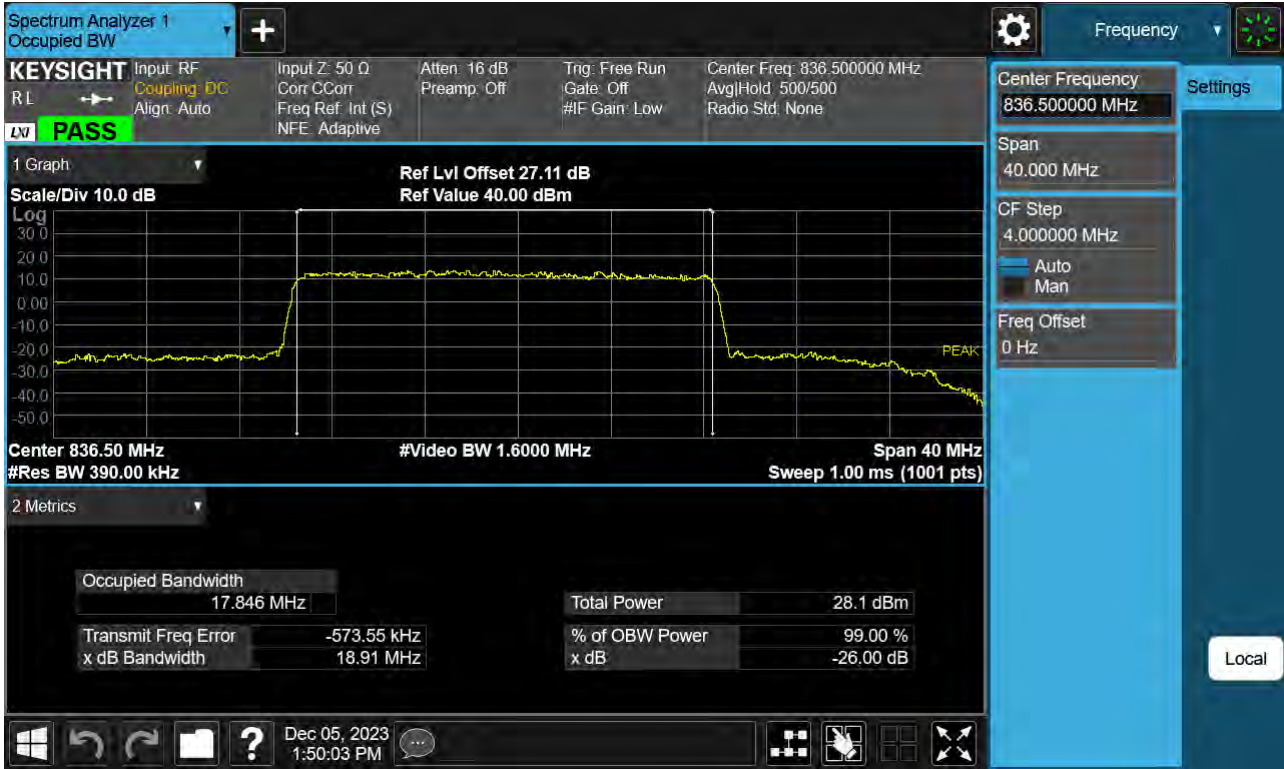 Spectrum Analyzer 1
Occupied BW
+
Frequency
KEYSIGHT
RL
LXI
PASS
Input: RF
Coupling: DC
Align: Auto
Input Z: 50 Ω
Corr CCorr
Freq Ref: Int (S)
NFE: Adaptive
Atten: 16 dB
Preamp: Off
Trig: Free Run
Gate: Off
#IF Gain: Low
Center Freq: 836.500000 MHz
Avg|Hold: 500/500
Radio Std: None
Center Frequency
836.500000 MHz
Settings
Span
40.000 MHz
CF Step
4.000000 MHz
Auto
Man
Freq Offset
0 Hz
Local
1 Graph
Scale/Div 10.0 dB
Ref Lvl Offset 27.11 dB
Ref Value 40.00 dBm
Log
30.0
20.0
10.0
0.00
-10.0
-20.0
-30.0
-40.0
-50.0
PEAK
Center 836.50 MHz
#Video BW 1.6000 MHz
Span 40 MHz
#Res BW 390.00 kHz
Sweep 1.00 ms (1001 pts)
2 Metrics
Occupied Bandwidth
17.846 MHz
Total Power 28.1 dBm
Transmit Freq Error -573.55 kHz
% of OBW Power 99.00 %
x dB Bandwidth 18.91 MHz
x dB -26.00 dB
?
Dec 05, 2023
1:50:03 PM